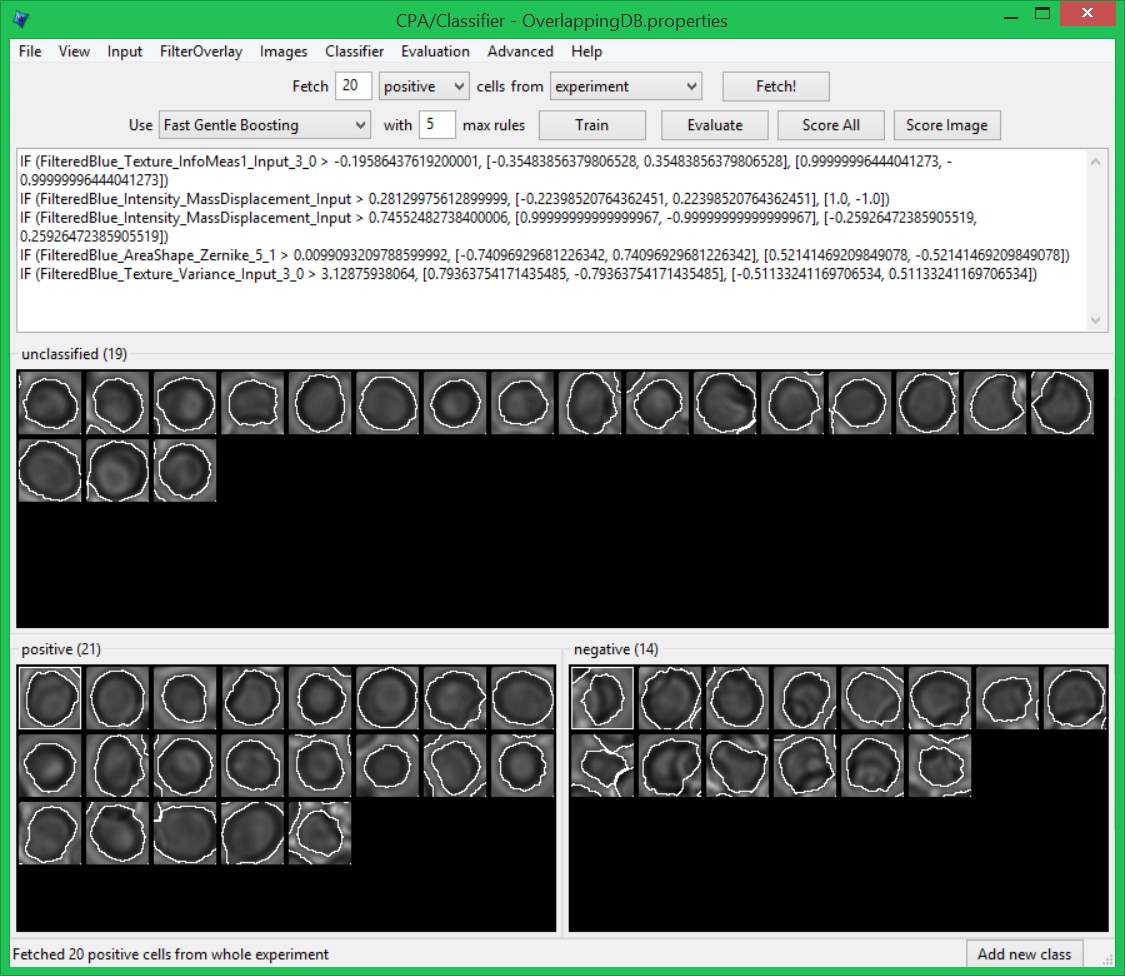 CPA/Classifier - OverlappingDB.properties
File View Input FilterOverlay Images Classifier Evaluation Advanced Help
Fetch 20 positive cells from experiment Fetch!
Use Fast Gentle Boosting with 5 max rules Train Evaluate Score All Score Image
IF (FilteredBlue_Texture_InfoMeas1_Input_3_0 > -0.19586437619200001, [-0.35483856379806528, 0.35483856379806528], [0.99999996444041273, -
0.99999996444041273])
IF (FilteredBlue_Intensity_MassDisplacement_Input > 0.28129975612899999, [-0.22398520764362451, 0.22398520764362451], [1.0, -1.0])
IF (FilteredBlue_Intensity_MassDisplacement_Input > 0.74552482738400006, [0.99999999999999967, -0.99999999999999967], [-0.25926472385905519,
0.25926472385905519])
IF (FilteredBlue_AreaShape_Zernike_5_1 > 0.0099093209788599992, [-0.74096929681226342, 0.74096929681226342], [0.52141469209849078, -0.52141469209849078])
IF (FilteredBlue_Texture_Variance_Input_3_0 > 3.12875938064, [0.79363754171435485, -0.79363754171435485], [-0.51133241169706534, 0.51133241169706534])
unclassified (19)
positive (21) negative (14)
Fetched 20 positive cells from whole experiment Add new class